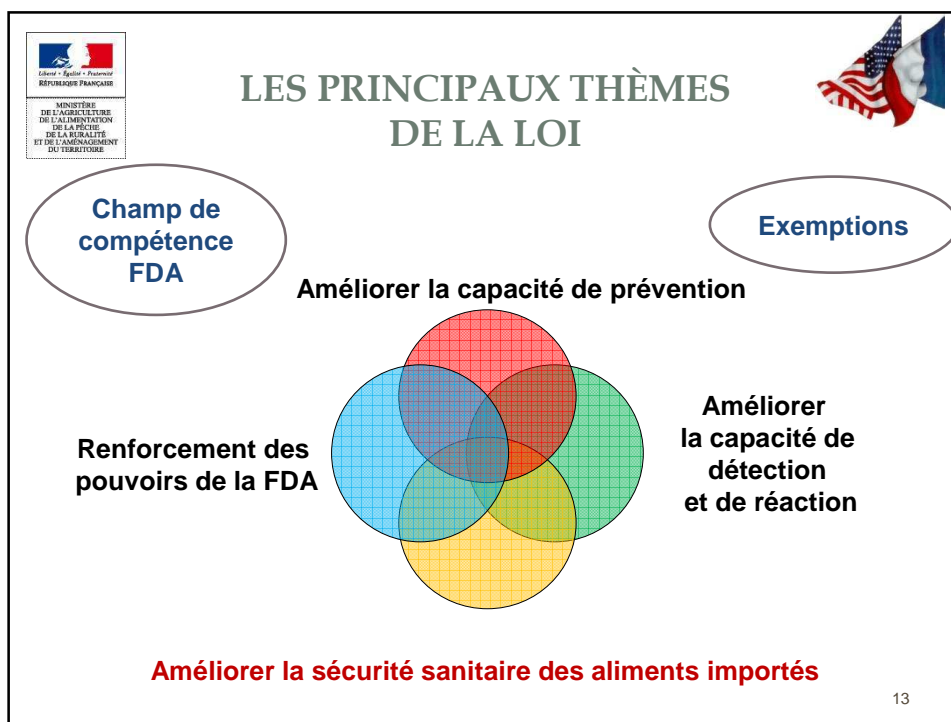 Liberté • Égalité • Fraternité
RÉPUBLIQUE FRANÇAISE
MINISTÈRE
DE L'AGRICULTURE
DE L'ALIMENTATION
DE LA PÊCHE
DE LA RURALITÉ
ET DE L'AMÉNAGEMENT
DU TERRITOIRE
LES PRINCIPAUX THÈMES
DE LA LOI
Champ de
compétence
FDA
Exemptions
Améliorer la capacité de prévention
Renforcement des
pouvoirs de la FDA
Améliorer
la capacité de
détection
et de réaction
Améliorer la sécurité sanitaire des aliments importés
13